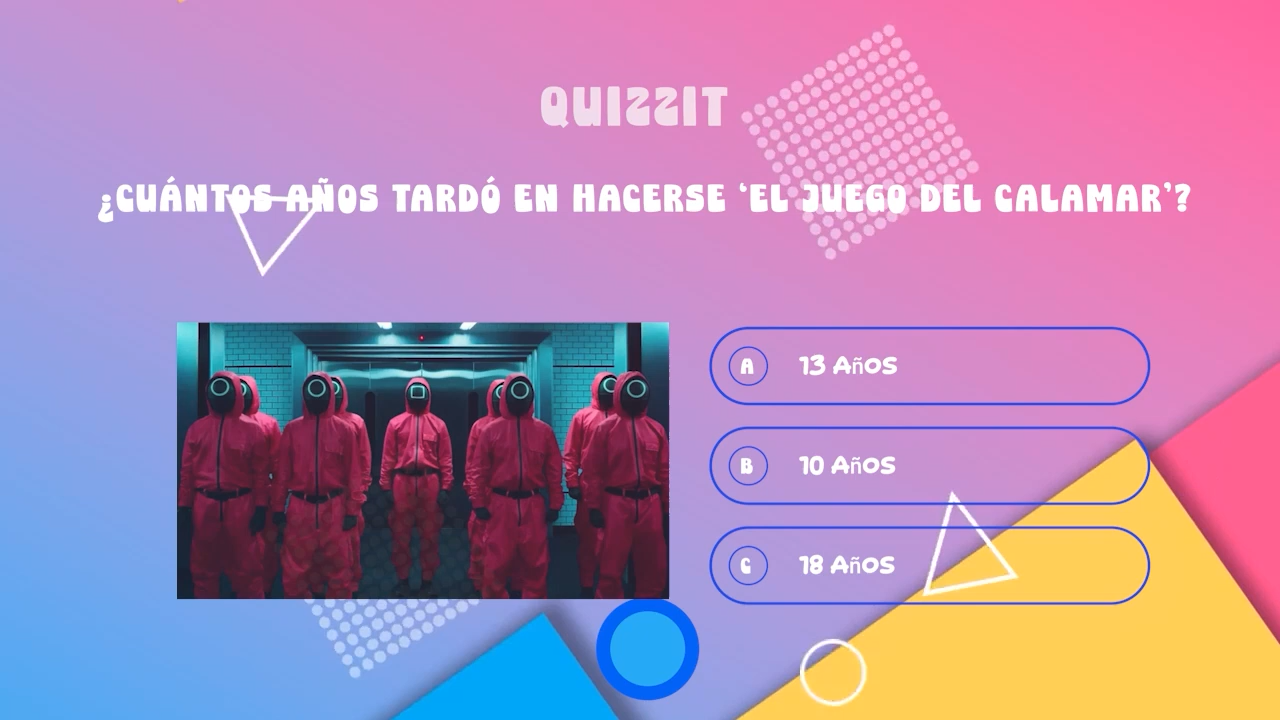 QUIZZIT
¿CUÁNTOS AÑOS TARDÓ EN HACERSE ‘EL JUEGO DEL CALAMAR’?
A 13 AñOS
B 10 AñOS
C 18 AñOS